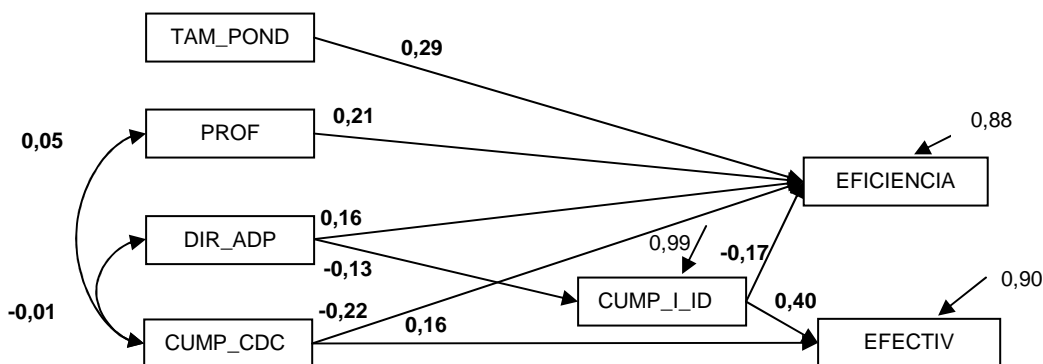 TAM_POND
0,29
PROF
0,21
0,05
0,88
EFICIENCIA
DIR_ADP
0,16
-0,13
0,99
-0,17
-0,01
CUMP_CDC
-0,22
0,16
CUMP_I_ID
0,40
0,90
EFECTIV